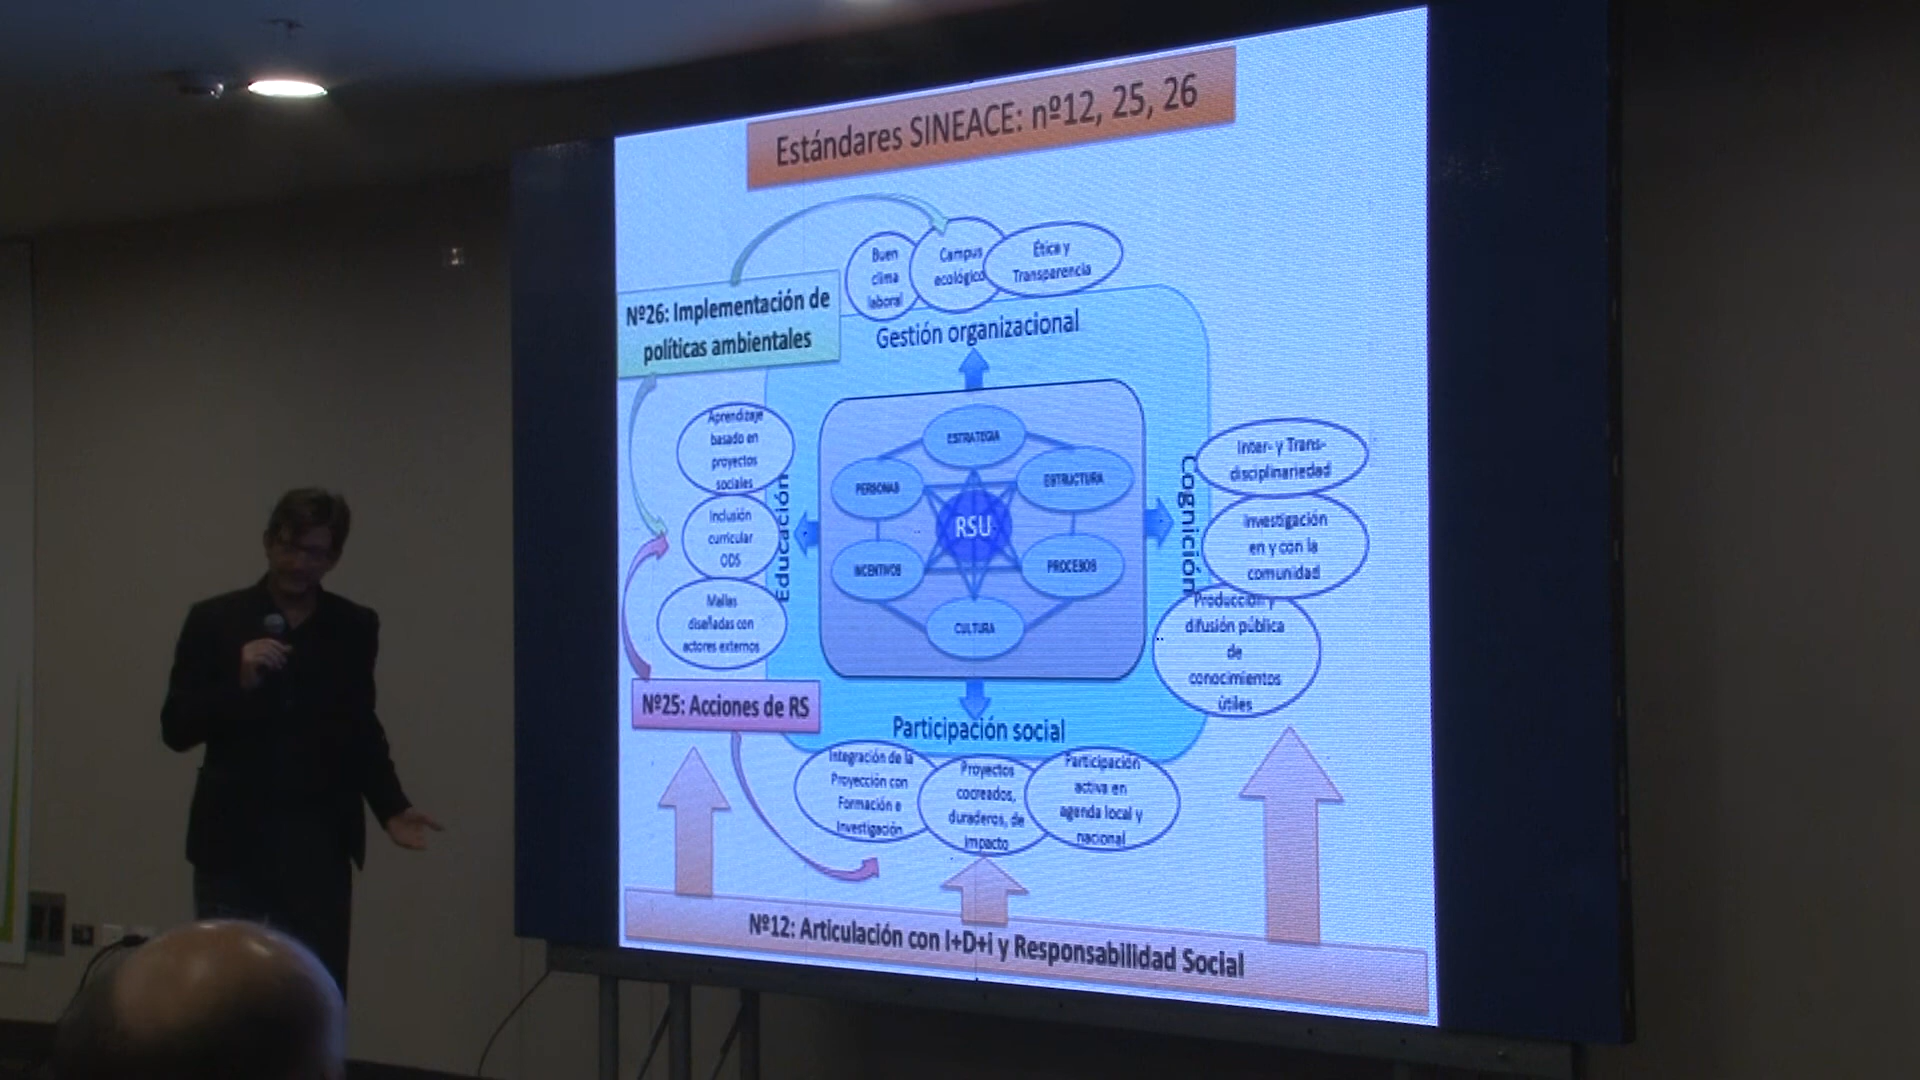 Estándares SINEACE: nº12, 25, 26
Buen
clima
laboral
Campus
ecológico
Ética y
Transparencia
Nº26: Implementación de
políticas ambientales
Gestión organizacional
Aprendizaje
basado en
proyectos
sociales
Inclusión
curricular
ODS
Mallas
diseñadas con
actores externos
Educación
ESTRATEGIA
PERSONAS
ESTRUCTURA
RSU
INCENTIVOS
PROCESOS
CULTURA
Cognición
Inter- y Trans-
disciplinariedad
Investigación
en y con la
comunidad
Producción y
difusión pública
de
conocimientos
útiles
Nº25: Acciones de RS
Participación social
Integración de la
Proyección con
Formación e
Investigación
Proyectos
cocreados,
duraderos, de
impacto
Participación
activa en
agenda local y
nacional
Nº12: Articulación con I+D+i y Responsabilidad Social